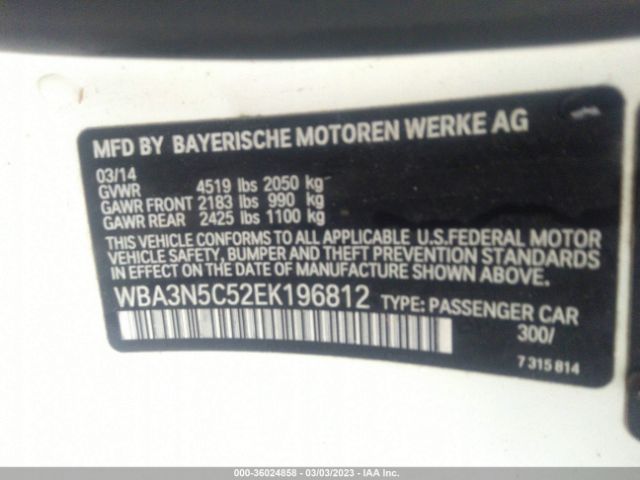 MFD BY BAYERISCHE MOTOREN WERKE AG
03/14
GVWR 4519 lbs 2050 kg
GAWR FRONT 2183 lbs 990 kg
GAWR REAR 2425 lbs 1100 kg
THIS VEHICLE CONFORMS TO ALL APPLICABLE U.S.FEDERAL MOTOR
VEHICLE SAFETY, BUMPER AND THEFT PREVENTION STANDARDS
IN EFFECT ON THE DATE OF MANUFACTURE SHOWN ABOVE.
WBA3N5C52EK196812 TYPE: PASSENGER CAR
300/
7 315 814
000-36024858 - 03/03/2023 - IAA Inc.